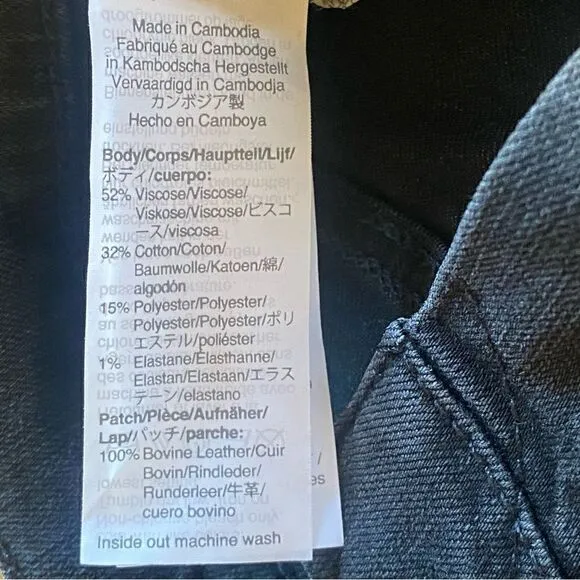 Made in Cambodia
Fabriqué au Cambodge
in Kambodscha Hergestellt
Vervaardigd in Cambodja
カンボジア製
Hecho en Camboya
Body/Corps/Hauptteil/Lijf/
ボディ/cuerpo:
52% Viscose/Viscose/
Viskose/Viscose/ビスコ
ース/viscosa
32% Cotton/Coton/
Baumwolle/Katoen/綿/
algodón
15% Polyester/Polyester/
Polyester/Polyester/ポリ
エステル/poliéster
1% Elastane/Élasthanne/
Elastan/Elastaan/エラス
テーン/elastano
Patch/Pièce/Aufnäher/
Lap/パッチ/parche:
100% Bovine Leather/Cuir
Bovin/Rindleder/
Runderleer/牛革/
cuero bovino
Inside out machine wash